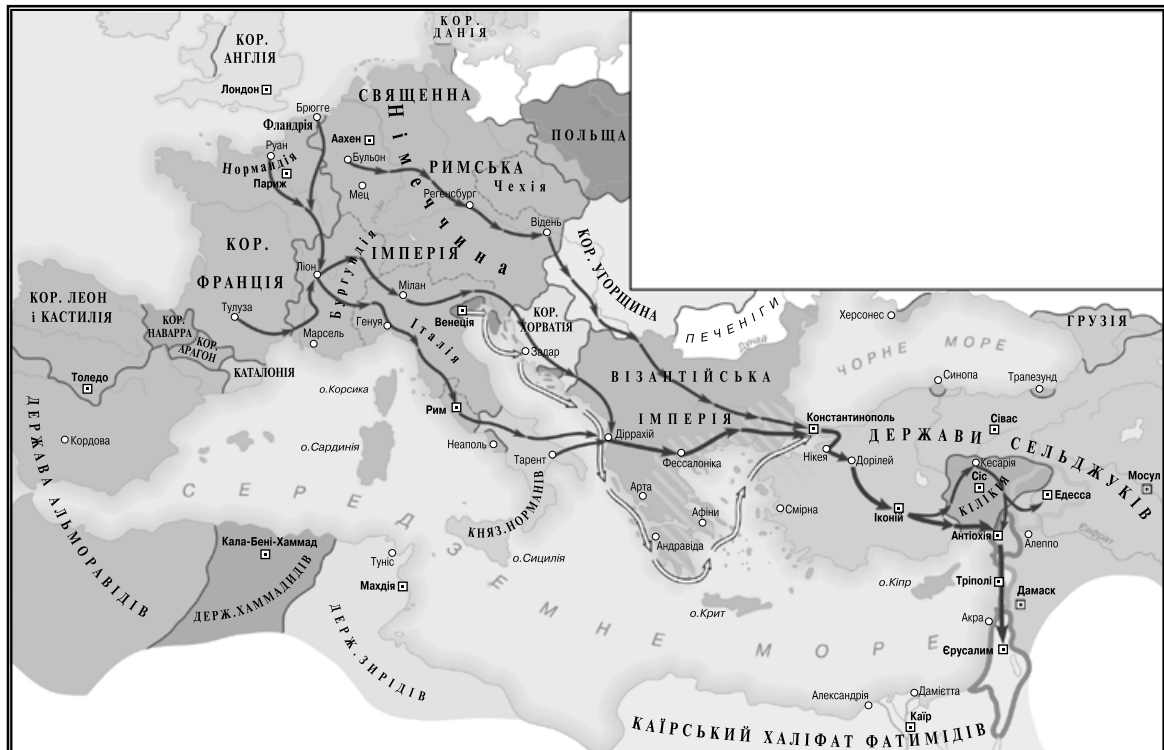 КОР. ДАНІЯ
КОР. АНГЛІЯ
Лондон
СВЯЩЕННА
РИМСЬКА
ІМПЕРІЯ
Німеччина
ПОЛЬЩА
Брюгге
Фландрія
Аахен
Руан
Нормандія
Париж
Бульон
Мец
Регенсбург
Чехія
Відень
КОР. УГОРЩИНА
КОР. ФРАНЦІЯ
Бургундія
Ліон
Мілан
Тулуза
Марсель
Генуя
Італія
Венеція
КОР. ХОРВАТІЯ
Задар
ПЕЧЕНІГИ
Дунай
Херсонес
ГРУЗІЯ
ЧОРНЕ МОРЕ
КОР. ЛЕОН і КАСТИЛІЯ
КОР. НАВАРРА
КОР. АРАГОН
КАТАЛОНІЯ
Толедо
Кордова
о.Корсика
о.Сардинія
Рим
Неаполь
Тарент
Діррахій
ВІЗАНТІЙСЬКА
ІМПЕРІЯ
Константинополь
Синопа
Трапезунд
Сівас
ДЕРЖАВИ СЕЛЬДЖУКІВ
Фессалоніка
Нікея
Дорілей
Кесарія
Сіс
КІЛІКІЯ
Едесса
Мосул
Євфрат
Арта
Афіни
Андравіда
Смірна
Іконій
Антіохія
Алеппо
КНЯЗ.НОРМАНІВ
о.Сицилія
СЕРЕДЗЕМНЕ МОРЕ
ДЕРЖАВА АЛЬМОРАВІДІВ
Кала-Бені-Хаммад
ДЕРЖ.ХАММАДИДІВ
Туніс
Махдія
ДЕРЖ.ЗИРІДІВ
о.Крит
о.Кіпр
Тріполі
Дамаск
Акра
Єрусалим
Александрія
Дамієтта
Каїр
КАЇРСЬКИЙ ХАЛІФАТ ФАТИМІДІВ